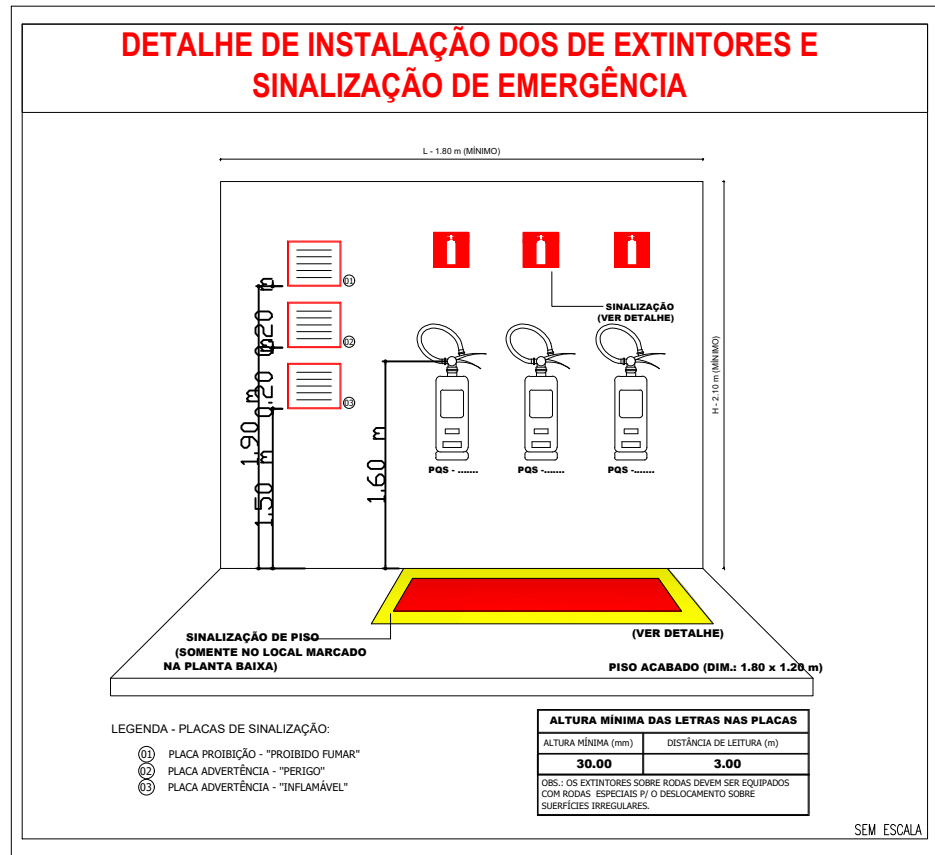 DETALHE DE INSTALAÇÃO DOS DE EXTINTORES E
SINALIZAÇÃO DE EMERGÊNCIA
L - 1.80 m (MÍNIMO)
H - 2.10 m (MÍNIMO)
01
02
03
0.20 m
0.20 m
1.90 m
1.50 m
1.60 m
SINALIZAÇÃO
(VER DETALHE)
PQS - .......
PQS -.......
PQS -.......
SINALIZAÇÃO DE PISO
(SOMENTE NO LOCAL MARCADO
NA PLANTA BAIXA)
(VER DETALHE)
PISO ACABADO (DIM.: 1.80 x 1.20 m)
LEGENDA - PLACAS DE SINALIZAÇÃO:
01 PLACA PROIBIÇÃO - "PROIBIDO FUMAR"
02 PLACA ADVERTÊNCIA - "PERIGO"
03 PLACA ADVERTÊNCIA - "INFLAMÁVEL"
ALTURA MÍNIMA DAS LETRAS NAS PLACAS
ALTURA MÍNIMA (mm) DISTÂNCIA DE LEITURA (m)
30.00 3.00
OBS.: OS EXTINTORES SOBRE RODAS DEVEM SER EQUIPADOS
COM RODAS ESPECIAIS P/ O DESLOCAMENTO SOBRE
SUERFÍCIES IRREGULARES.
SEM ESCALA